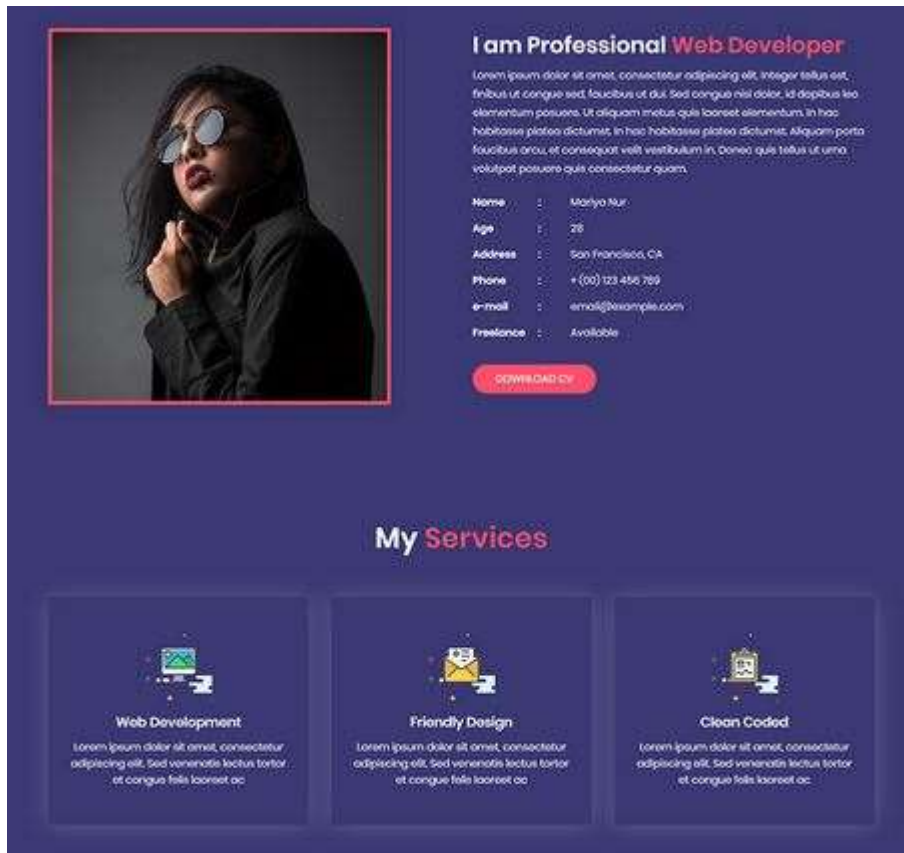 I am Professional Web Developer
Lorem ipsum dolor sit amet, consectetur adipiscing elit. Integer tellus est,
finibus ut congue sed, faucibus ut dui. Sed congue nisi dolor, id dapibus leo
elementum posuere. Ut aliquam metus quis laoreet elementum. In hac
habitasse platea dictumst. In hac habitasse platea dictumst. Aliquam porta
faucibus arcu, et consequat velit vestibulum in. Donec quis tellus ut urna
volutpat posuere quis consectetur quam.
Name : Mariya Nur
Age : 28
Address : San Francisco, CA
Phone : +(00) 123 456 789
e-mail : email@example.com
Freelance : Available
DOWNLOAD CV
My Services
Web Development
Lorem ipsum dolor sit amet, consectetur
adipiscing elit. Sed venenatis lectus tortor
et congue felis laoreet ac
Friendly Design
Lorem ipsum dolor sit amet, consectetur
adipiscing elit. Sed venenatis lectus tortor
et congue felis laoreet ac
Clean Coded
Lorem ipsum dolor sit amet, consectetur
adipiscing elit. Sed venenatis lectus tortor
et congue felis laoreet ac